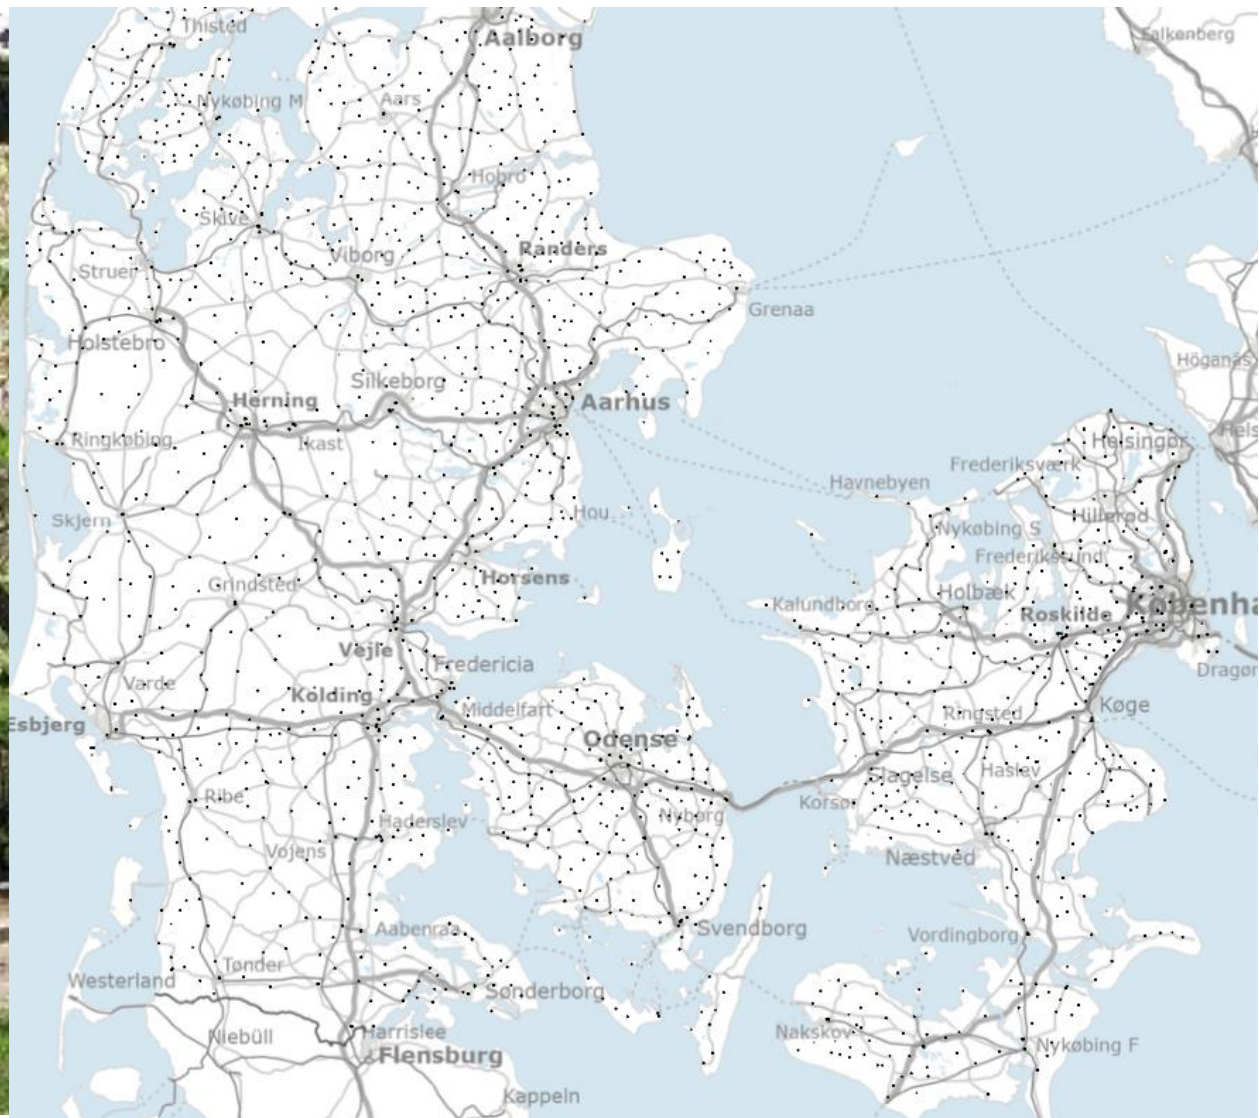 Thisted
Aalborg
Falkenberg
Nykøbing M
Aars
Hobro
Skive
Viborg
Randers
Struer
Grenaa
Holstebro
Höganäs
Silkeborg
Herning
Aarhus
Ringkøbing
Ikast
Helsingør
Hels
Frederiksværk
Havnebyen
Skjern
Hou
Hillerød
Nykøbing S
Frederikssund
Grindsted
Horsens
Holbæk
Kalundborg
Københa
Roskilde
Vejle
Fredericia
Dragør
Varde
Kolding
Middelfart
Køge
Esbjerg
Ringsted
Odense
Slagelse
Haslev
Ribe
Korsør
Nyborg
Haderslev
Vojens
Næstved
Aabenraa
Svendborg
Vordingborg
Tønder
Westerland
Sønderborg
Niebüll
Harrislee
Nakskov
Nykøbing F
Flensburg
Kappeln